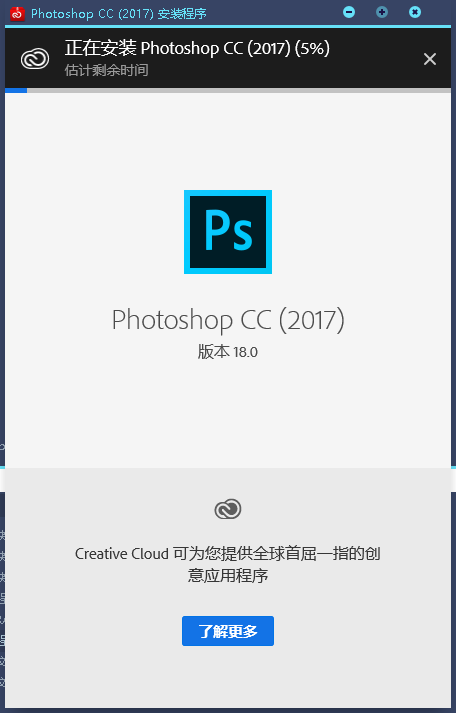 Photoshop CC (2017) 安装程序
正在安装 Photoshop CC (2017) (5%)
估计剩余时间
Ps
Photoshop CC (2017)
版本 18.0
Creative Cloud 可为您提供全球首屈一指的创
意应用程序
了解更多